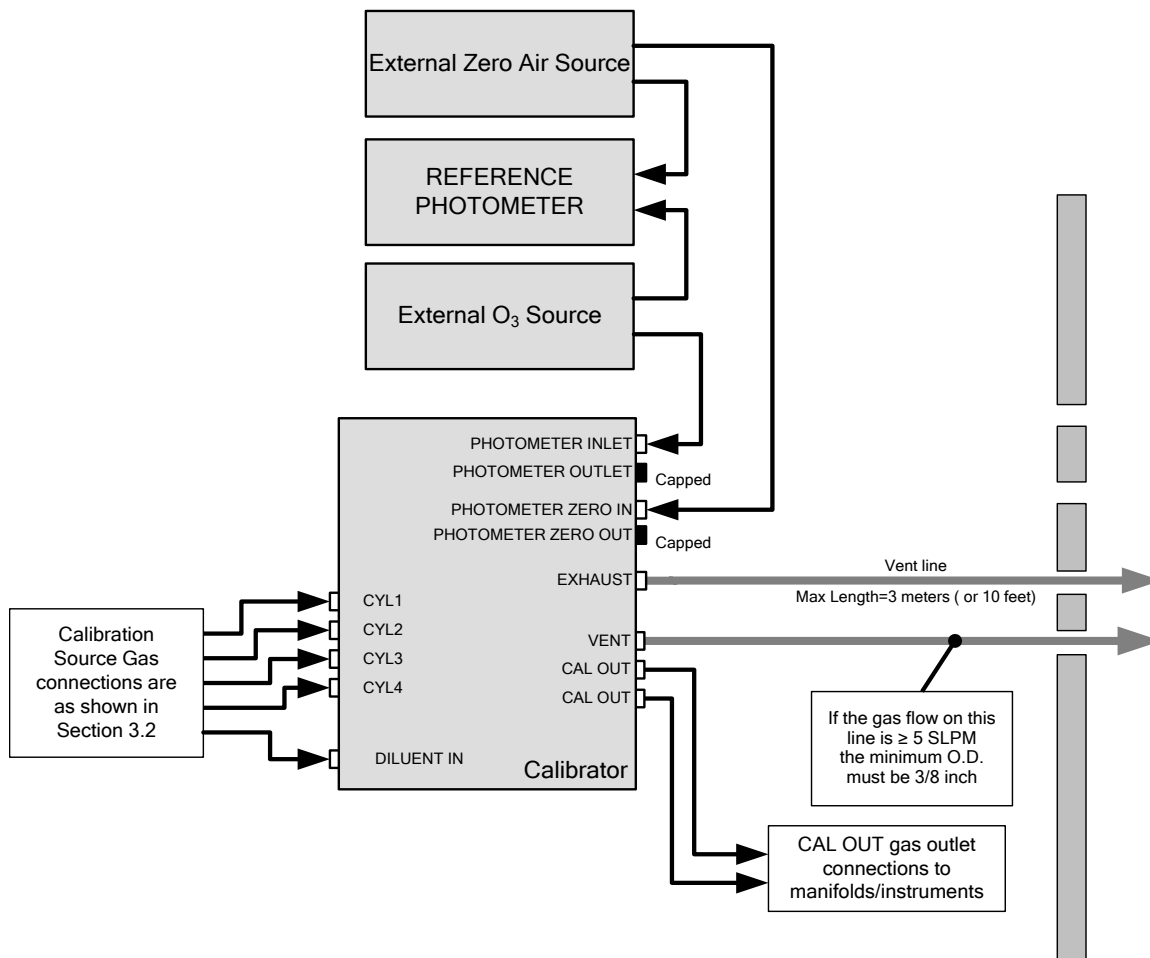 External Zero Air Source
REFERENCE
PHOTOMETER
External O₃ Source
PHOTOMETER INLET
PHOTOMETER OUTLET
Capped
PHOTOMETER ZERO IN
PHOTOMETER ZERO OUT
Capped
EXHAUST
Vent line
Max Length=3 meters ( or 10 feet)
Calibration
Source Gas
connections are
as shown in
Section 3.2
CYL1
CYL2
CYL3
CYL4
DILUENT IN
VENT
CAL OUT
CAL OUT
Calibrator
If the gas flow on this
line is ≥ 5 SLPM
the minimum O.D.
must be 3/8 inch
CAL OUT gas outlet
connections to
manifolds/instruments